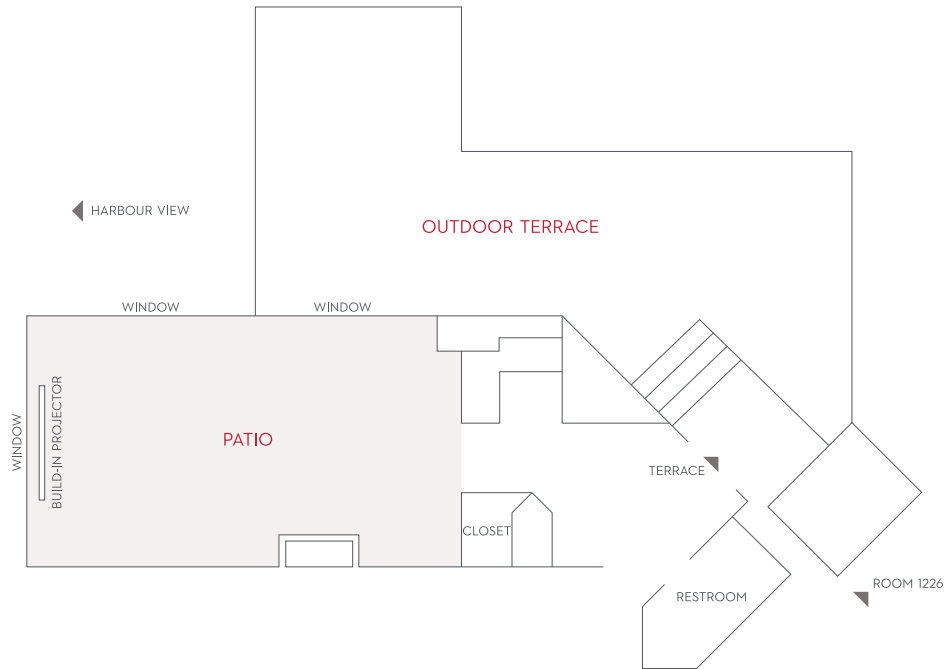 HARBOUR VIEW
OUTDOOR TERRACE
WINDOW
WINDOW
WINDOW
BUILD-IN PROJECTOR
PATIO
TERRACE
CLOSET
ROOM 1226
RESTROOM